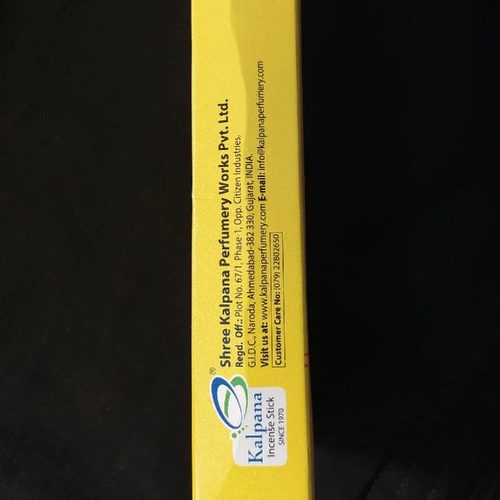 Shree Kalpana Perfumery Works Pvt. Ltd.
Regd. Off.: Plot No. 67/1, Phase-1, Opp. Citizen Industries,
G.I.D.C., Naroda, Ahmedabad-382 330, Gujarat, INDIA.
Visit us at: www.kalpanaperfumery.com E-mail: info@kalpanaperfumery.com
Customer Care No: (079) 22802650
®
Kalpana
Incense Stick
SINCE 1970